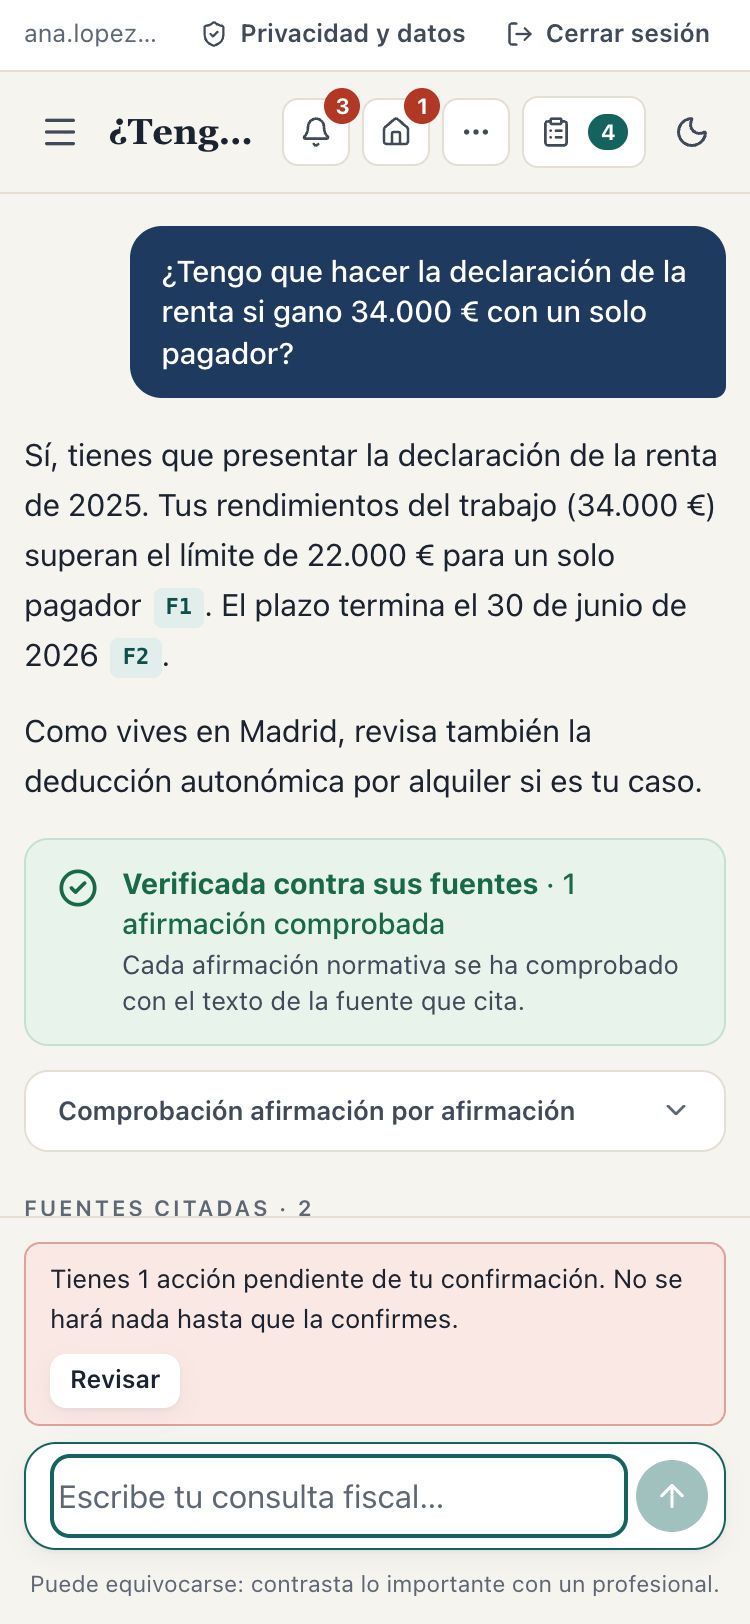 ana.lopez...
Privacidad y datos
Cerrar sesión
¿Teng...
3
1
4
¿Tengo que hacer la declaración de la
renta si gano 34.000 € con un solo
pagador?
Sí, tienes que presentar la declaración de la renta
de 2025. Tus rendimientos del trabajo (34.000 €)
superan el límite de 22.000 € para un solo
pagador F1. El plazo termina el 30 de junio de
2026 F2.
Como vives en Madrid, revisa también la
deducción autonómica por alquiler si es tu caso.
Verificada contra sus fuentes · 1
afirmación comprobada
Cada afirmación normativa se ha comprobado
con el texto de la fuente que cita.
Comprobación afirmación por afirmación
FUENTES CITADAS · 2
Tienes 1 acción pendiente de tu confirmación. No se
hará nada hasta que la confirmes.
Revisar
Escribe tu consulta fiscal...
Puede equivocarse: contrasta lo importante con un profesional.